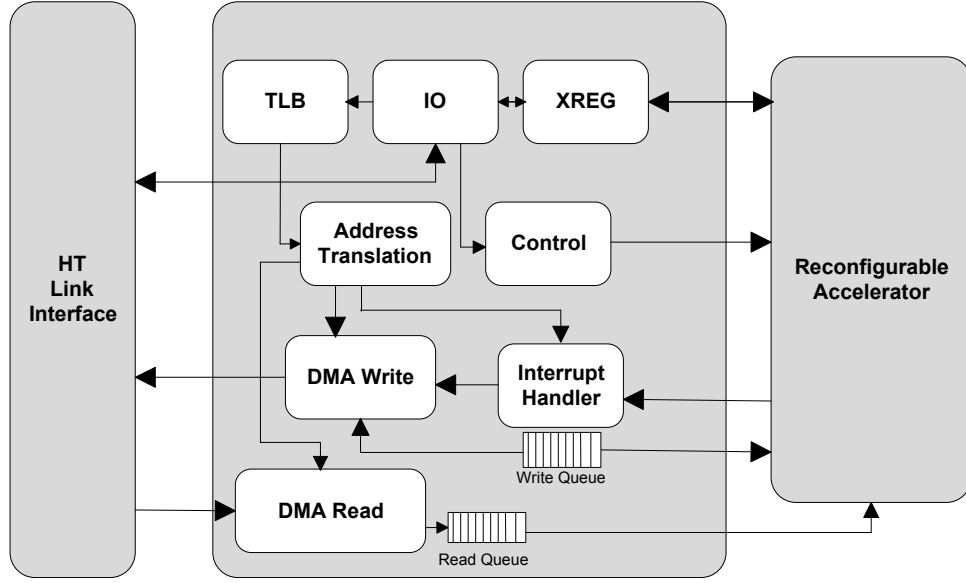 TLB
IO
XREG
Address
Translation
Control
HT
Link
Interface
Reconfigurable
Accelerator
DMA Write
Interrupt
Handler
Write Queue
DMA Read
Read Queue